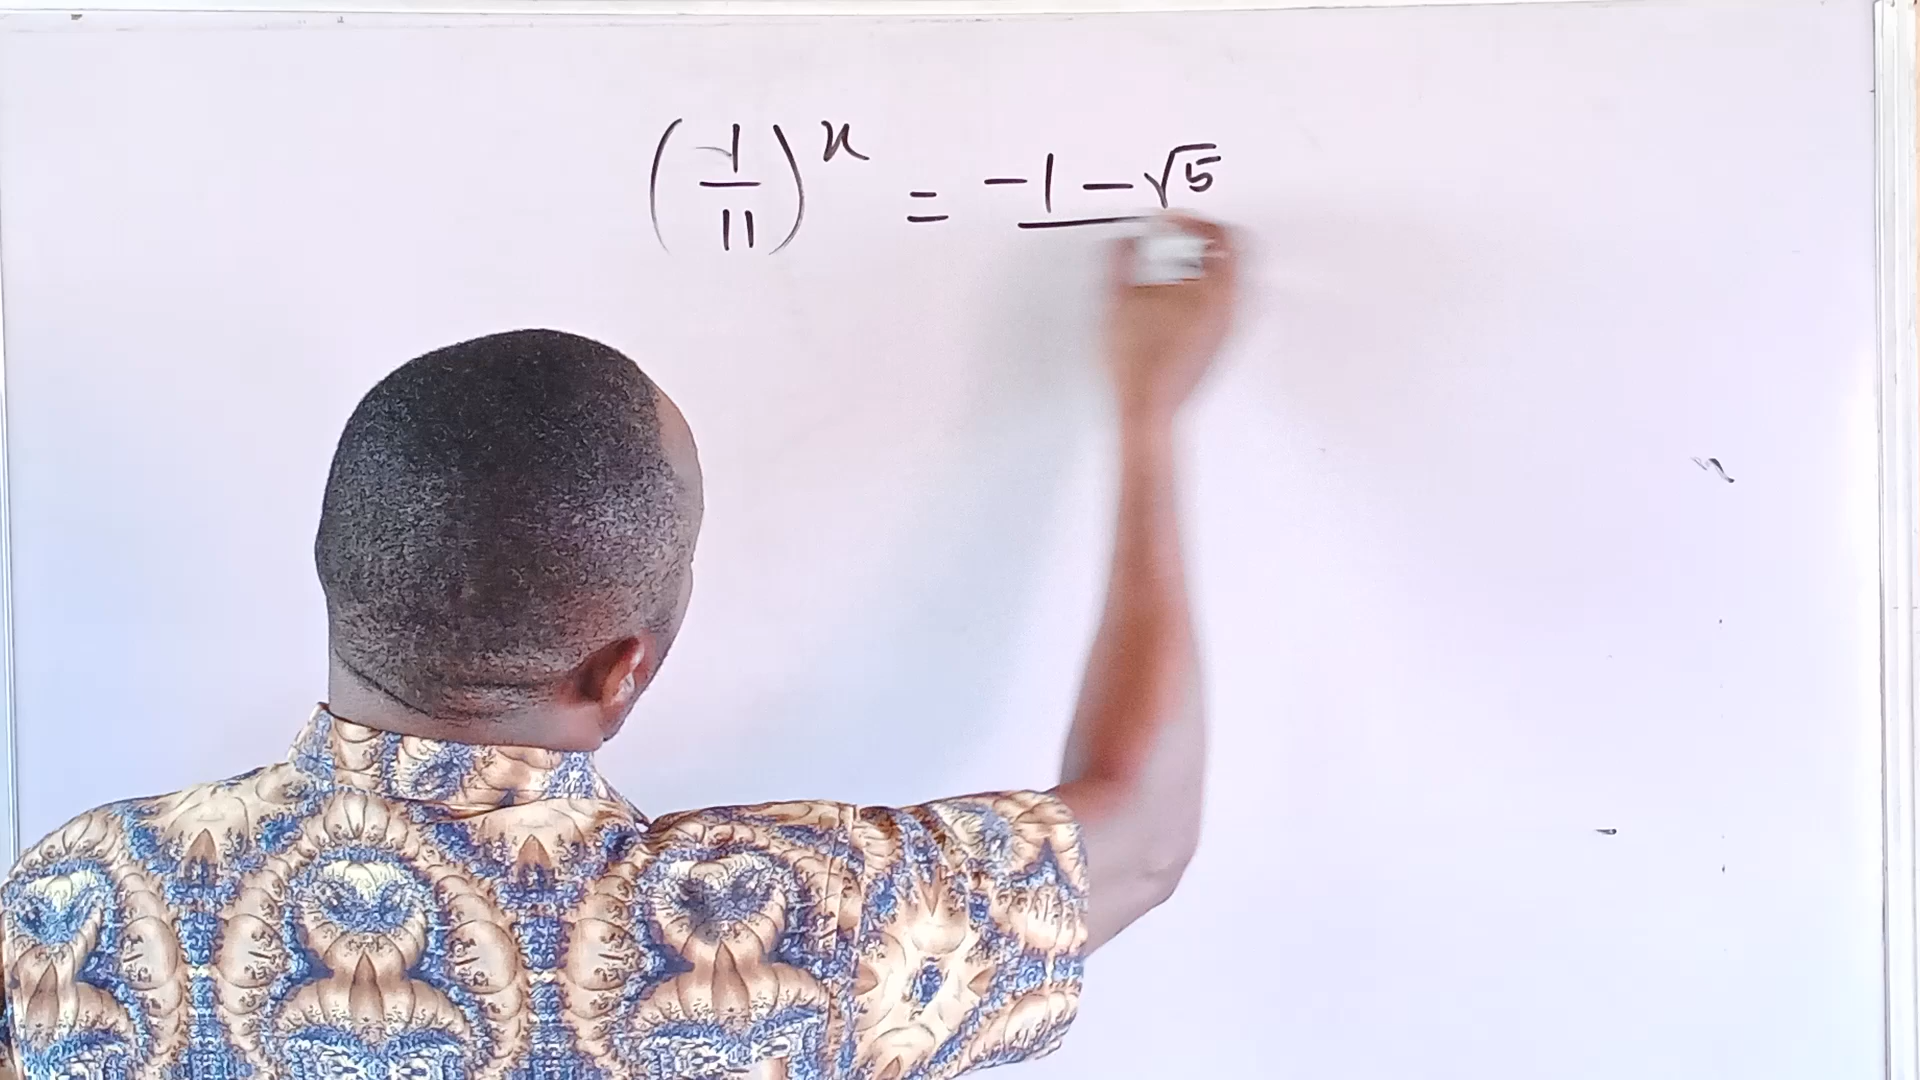 (1/11)^x = -1-√5